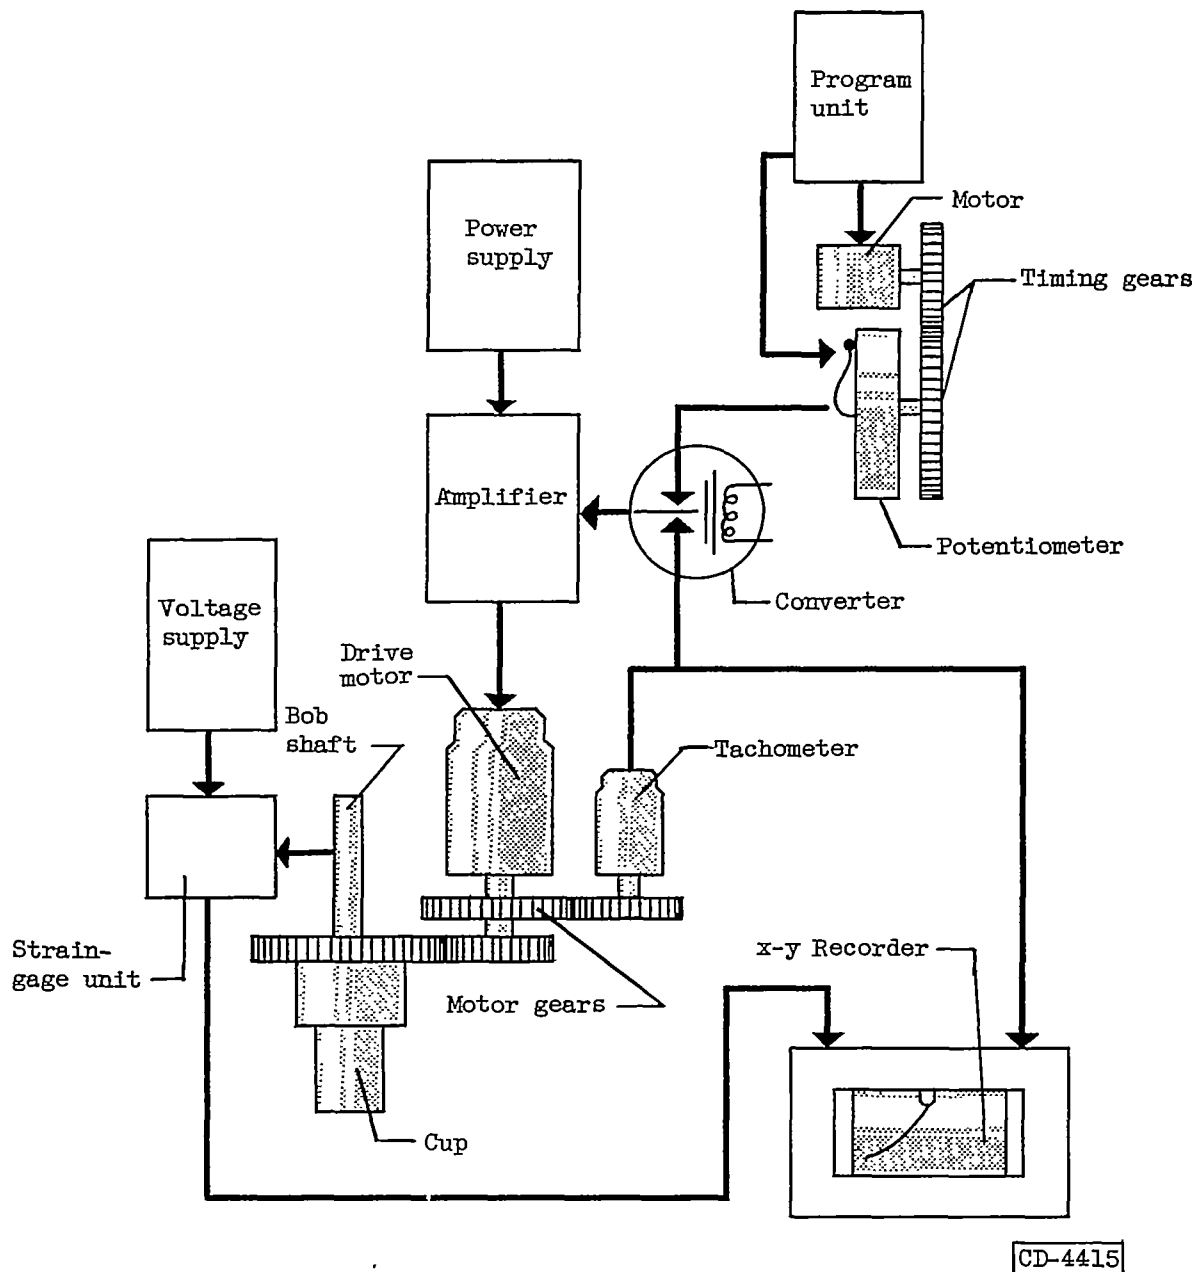 Program
unit
Motor
Power
supply
Timing gears
Amplifier
Potentiometer
Converter
Voltage
supply
Drive
motor
Bob
shaft
Tachometer
Strain-
gage unit
x-y Recorder
Motor gears
Cup
CD-4415